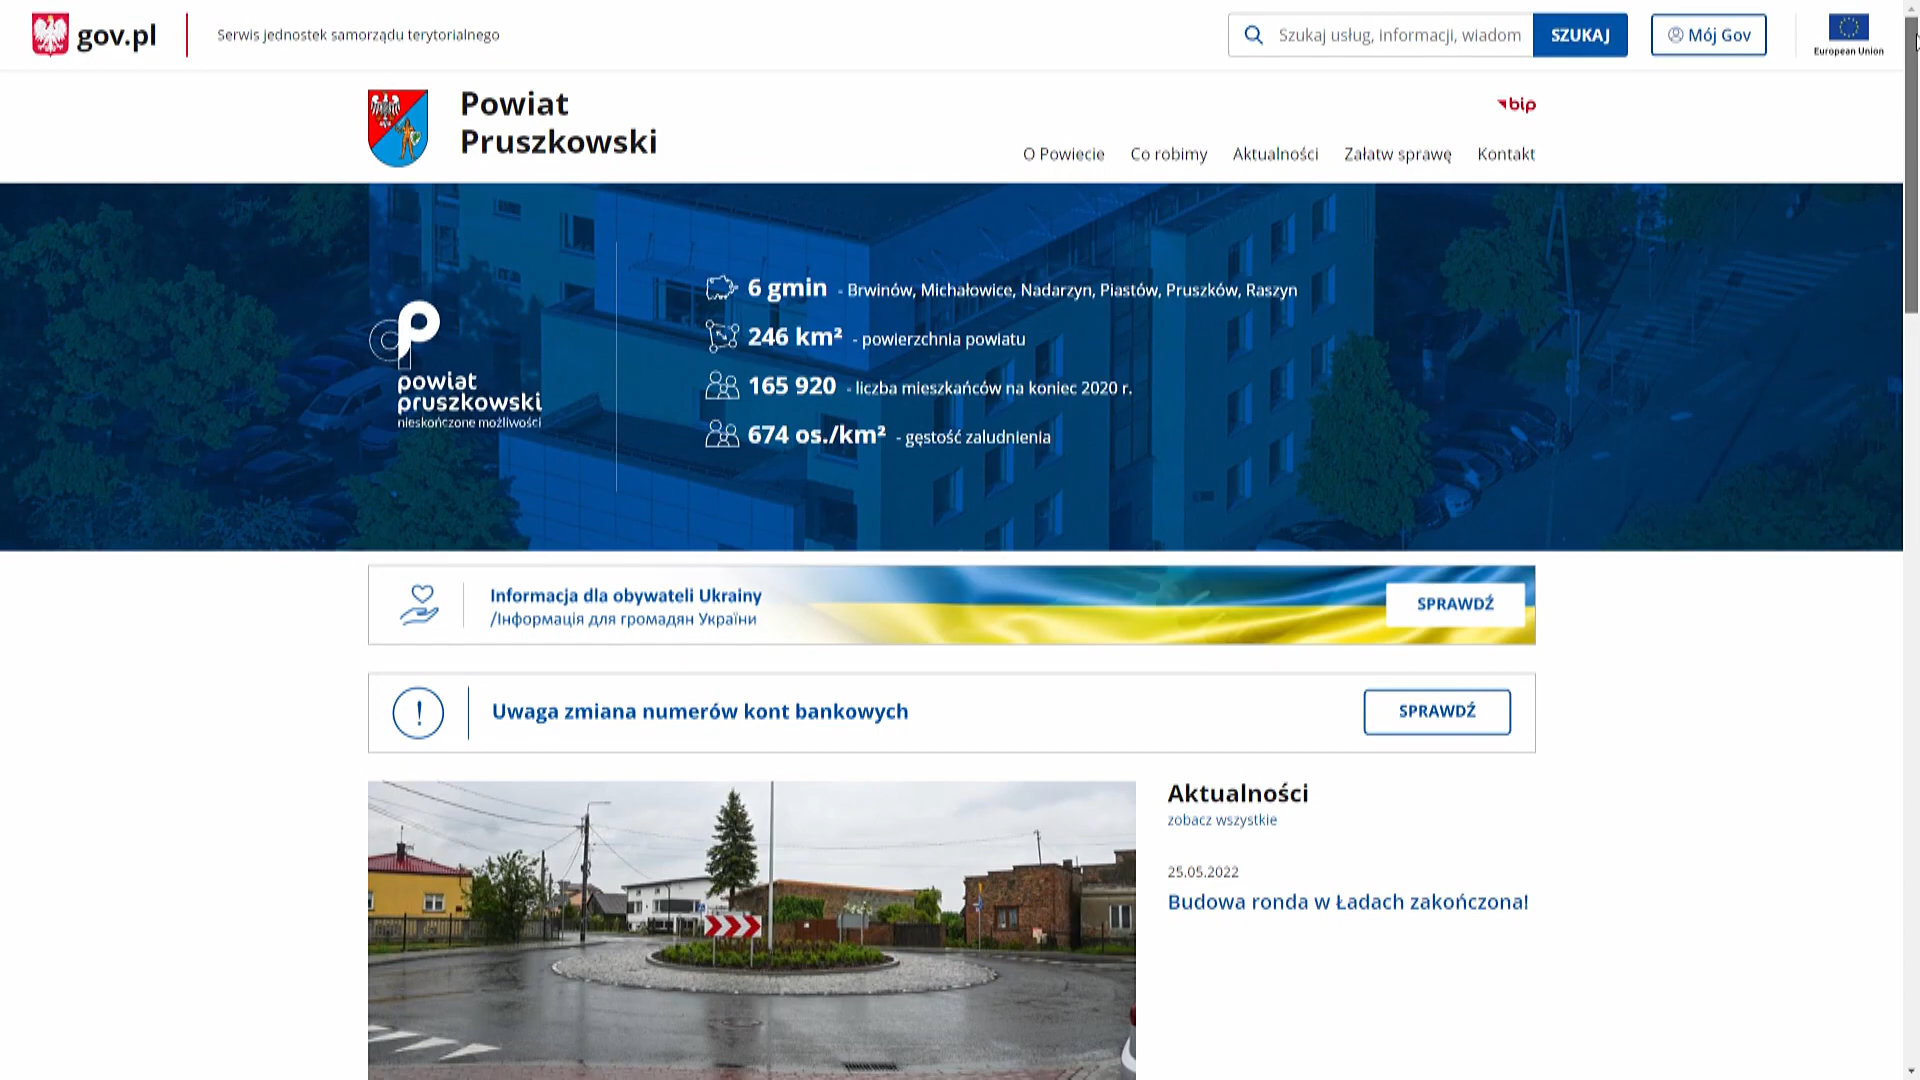 gov.pl
Serwis jednostek samorządu terytorialnego
Szukaj usług, informacji, wiadom
SZUKAJ
Mój Gov
European Union
Powiat
Pruszkowski
bip
O Powiecie
Co robimy
Aktualności
Załatw sprawę
Kontakt
powiat
pruszkowski
nieskończone możliwości
6 gmin - Brwinów, Michałowice, Nadarzyn, Piastów, Pruszków, Raszyn
246 km² - powierzchnia powiatu
165 920 - liczba mieszkańców na koniec 2020 r.
674 os./km² - gęstość zaludnienia
Informacja dla obywateli Ukrainy
/Інформація для громадян України
SPRAWDŹ
Uwaga zmiana numerów kont bankowych
SPRAWDŹ
Aktualności
zobacz wszystkie
25.05.2022
Budowa ronda w Ładach zakończona!